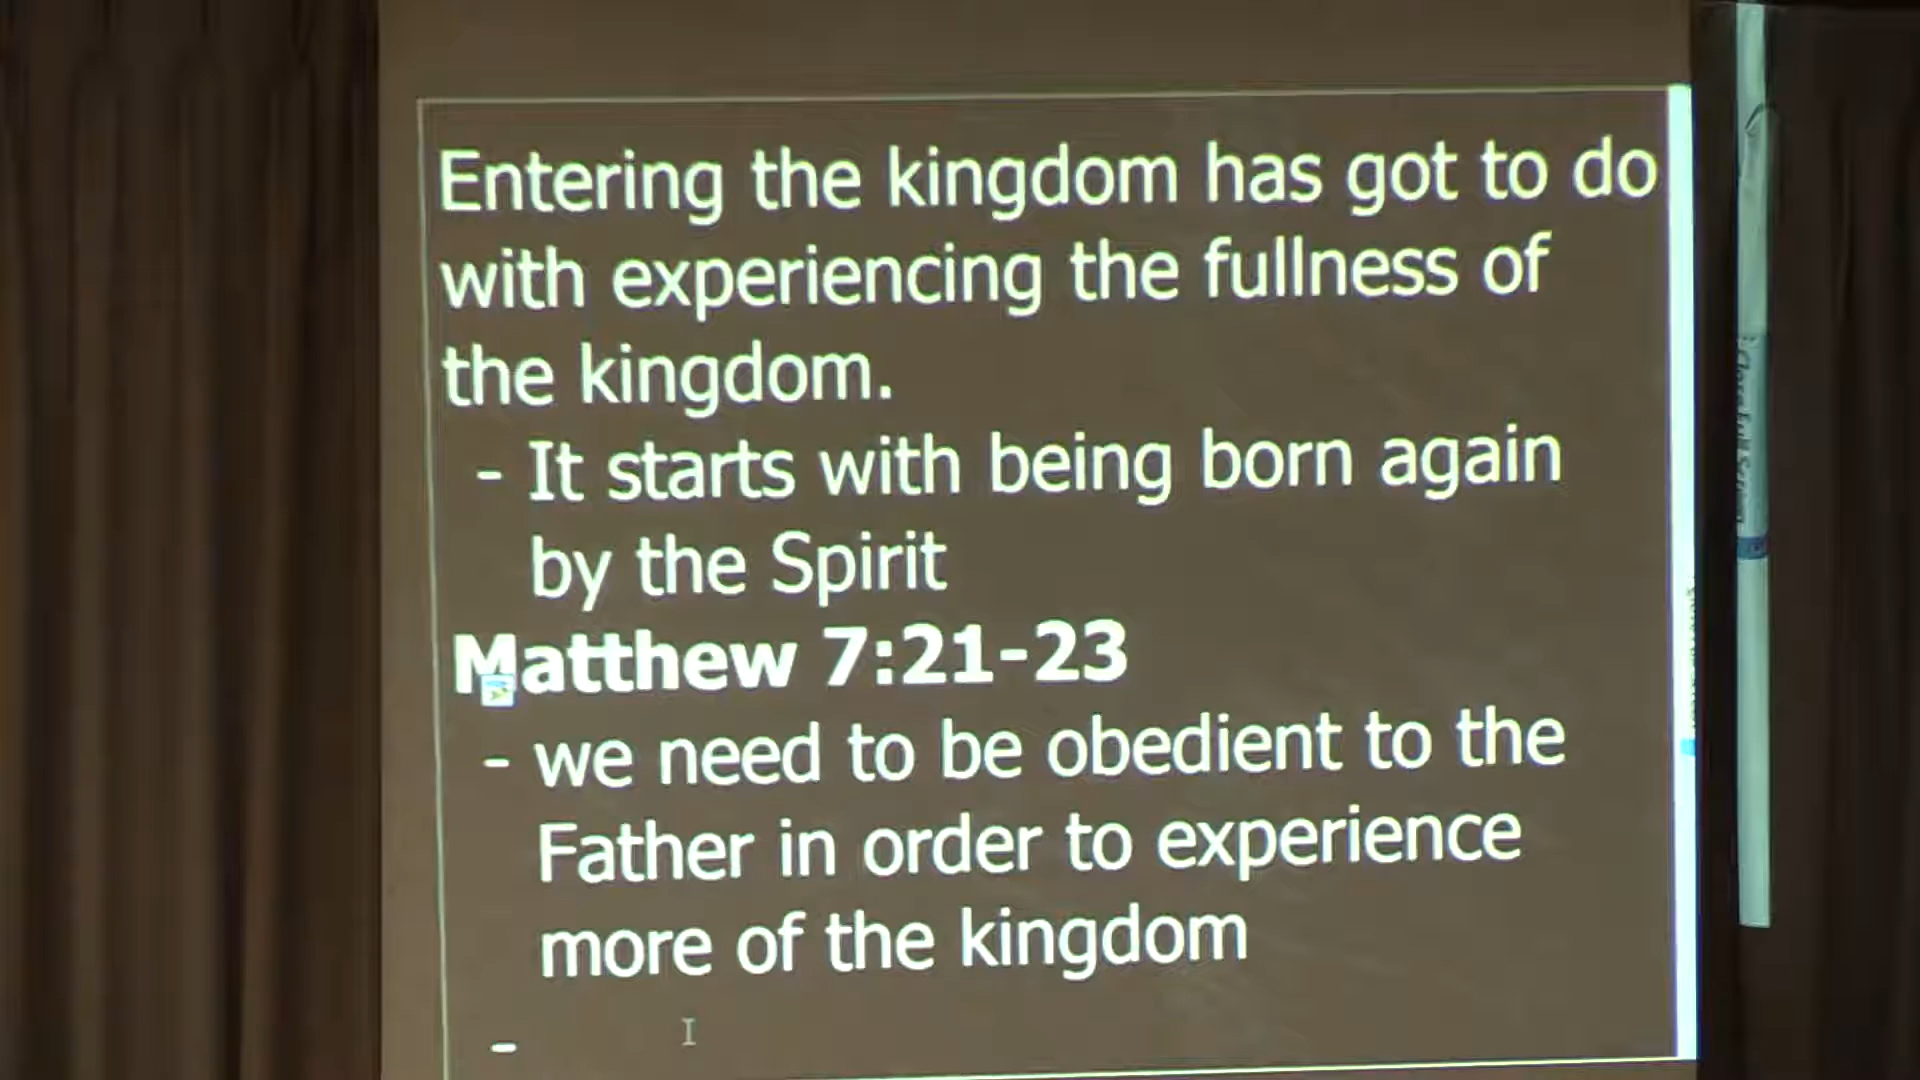 Entering the kingdom has got to do
with experiencing the fullness of
the kingdom.
- It starts with being born again
by the Spirit
Matthew 7:21-23
- we need to be obedient to the
Father in order to experience
more of the kingdom
-